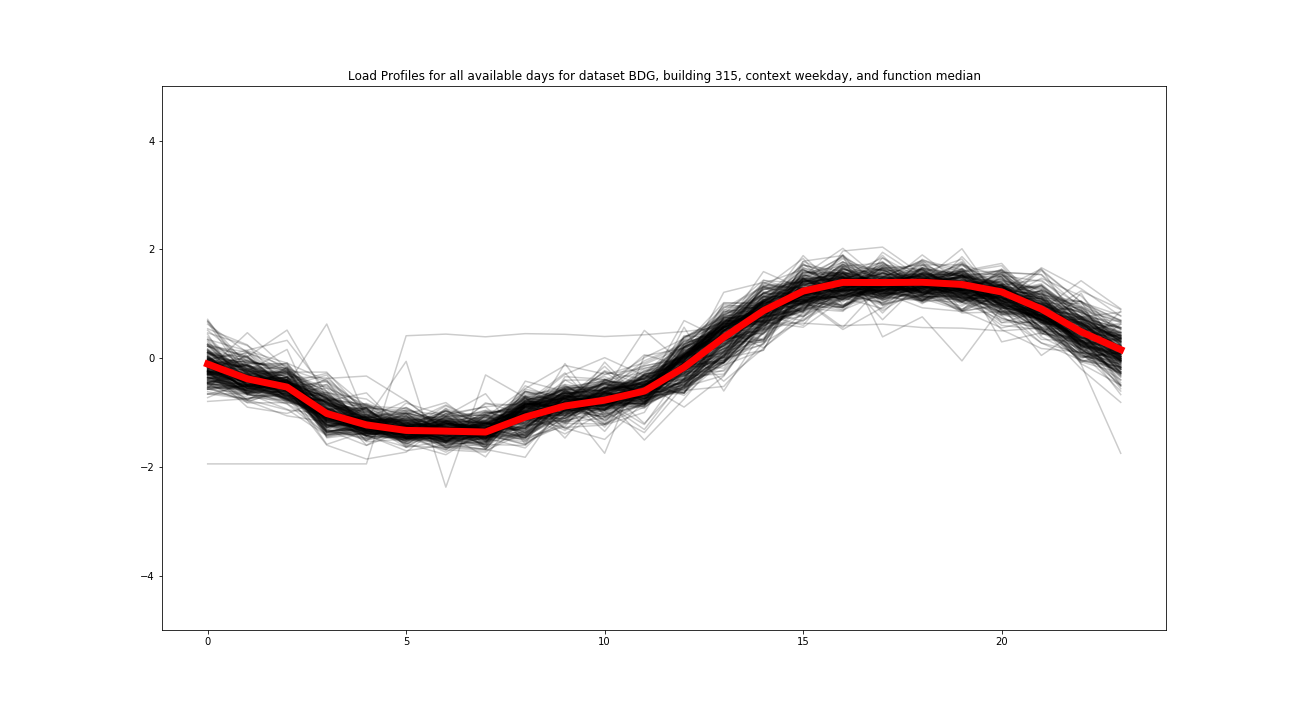 Load Profiles for all available days for dataset BDG, building 315, context weekday, and function median
4
2
0
−2
−4
0 5 10 15 20